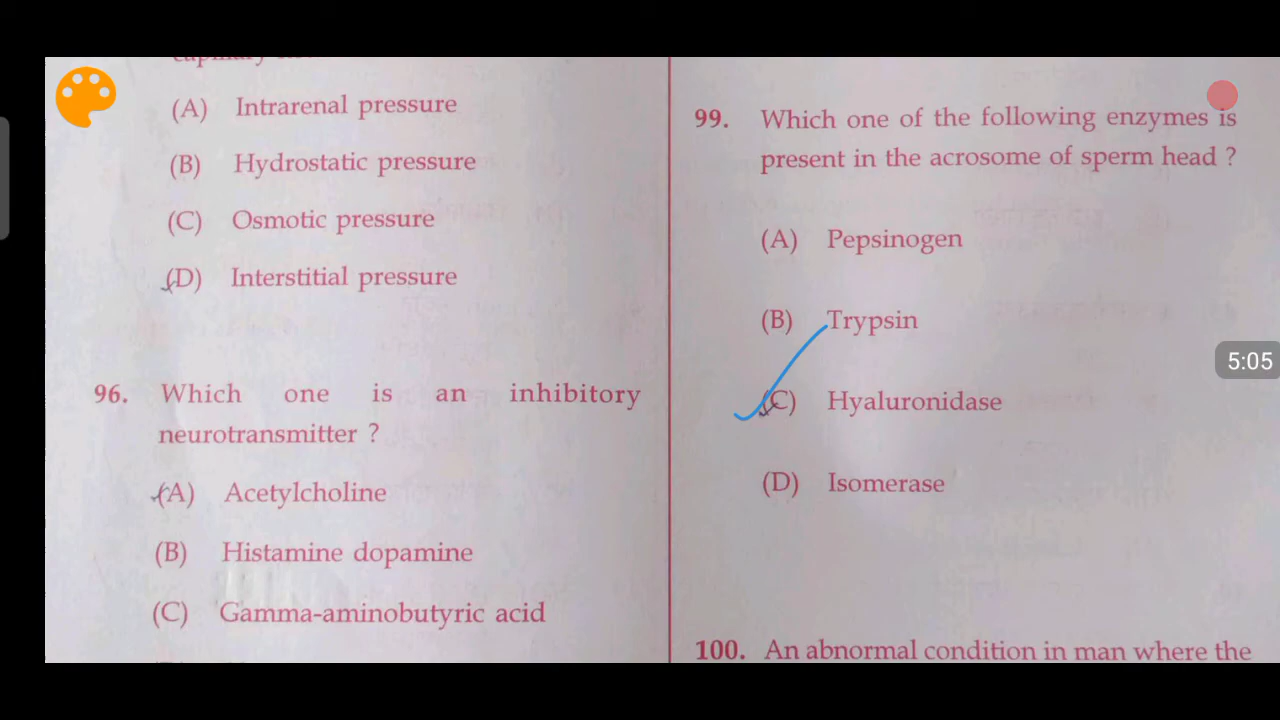 (A) Intrarenal pressure
(B) Hydrostatic pressure
(C) Osmotic pressure
(D) Interstitial pressure
96. Which one is an inhibitory
neurotransmitter ?
(A) Acetylcholine
(B) Histamine dopamine
(C) Gamma-aminobutyric acid
99. Which one of the following enzymes is
present in the acrosome of sperm head ?
(A) Pepsinogen
(B) Trypsin
(C) Hyaluronidase
(D) Isomerase
100. An abnormal condition in man where the
5:05